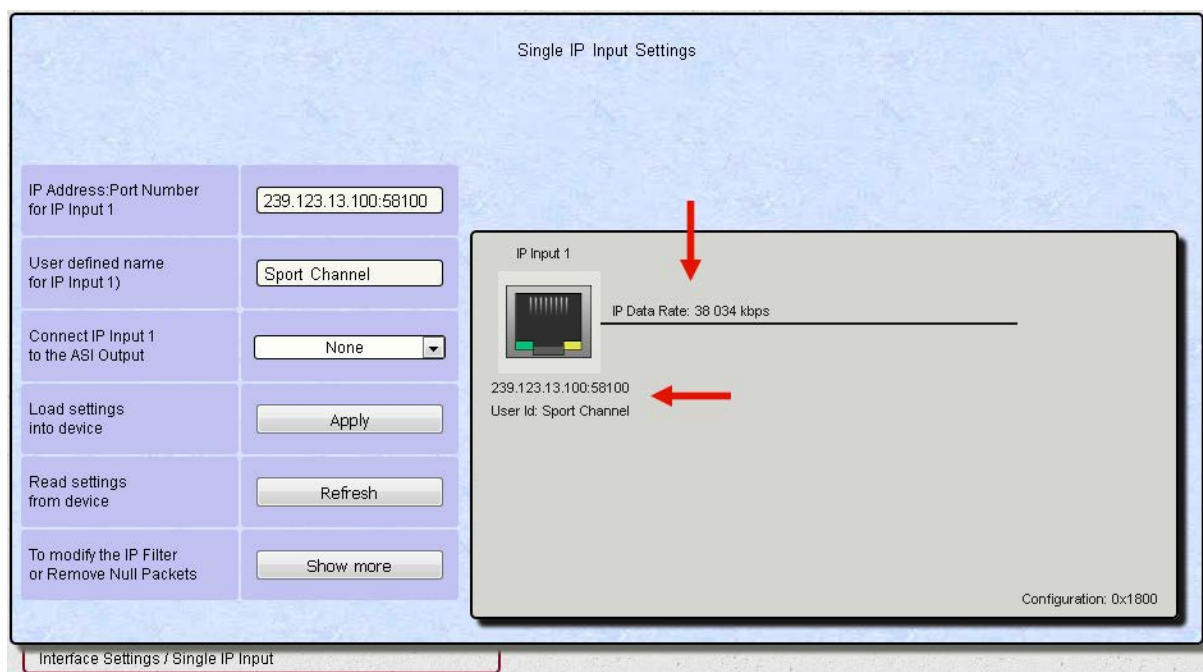 Single IP Input Settings
IP Address:Port Number
for IP Input 1
239.123.13.100:58100
User defined name
for IP Input 1)
Sport Channel
Connect IP Input 1
to the ASI Output
None
Load settings
into device
Apply
Read settings
from device
Refresh
To modify the IP Filter
or Remove Null Packets
Show more
IP Input 1
IP Data Rate: 38 034 kbps
239.123.13.100:58100
User Id: Sport Channel
Configuration: 0x1800
Interface Settings / Single IP Input